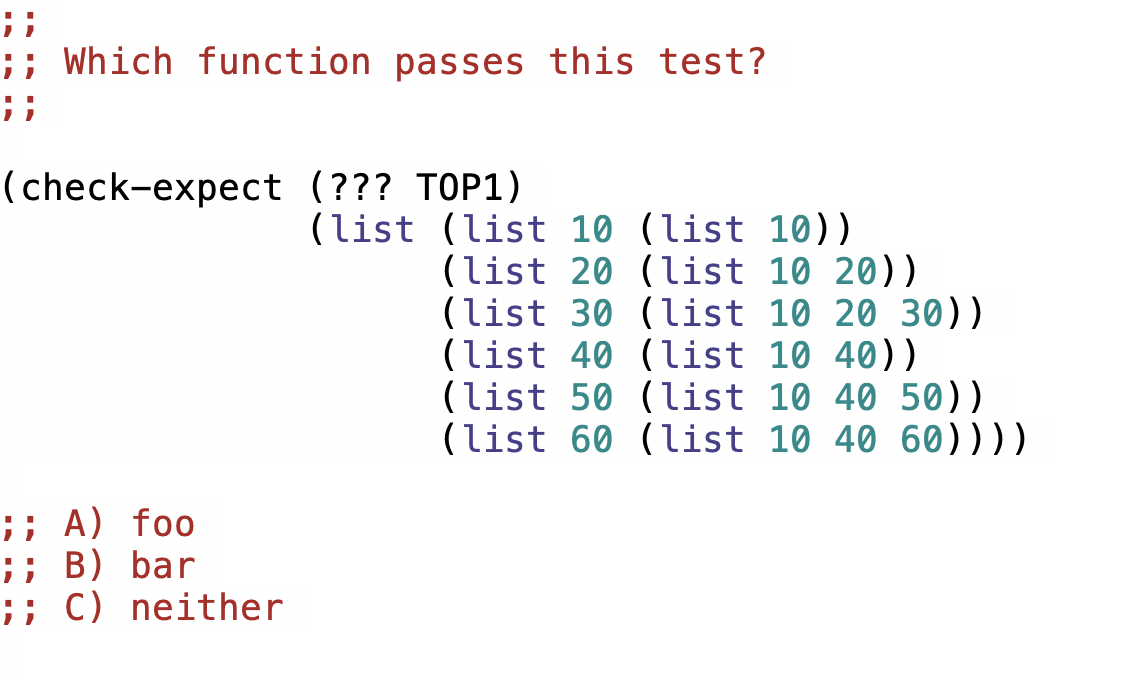 ;;
;; Which function passes this test?
;;
(check-expect (??? TOP1)
(list (list 10 (list 10))
(list 20 (list 10 20))
(list 30 (list 10 20 30))
(list 40 (list 10 40))
(list 50 (list 10 40 50))
(list 60 (list 10 40 60))))
;; A) foo
;; B) bar
;; C) neither